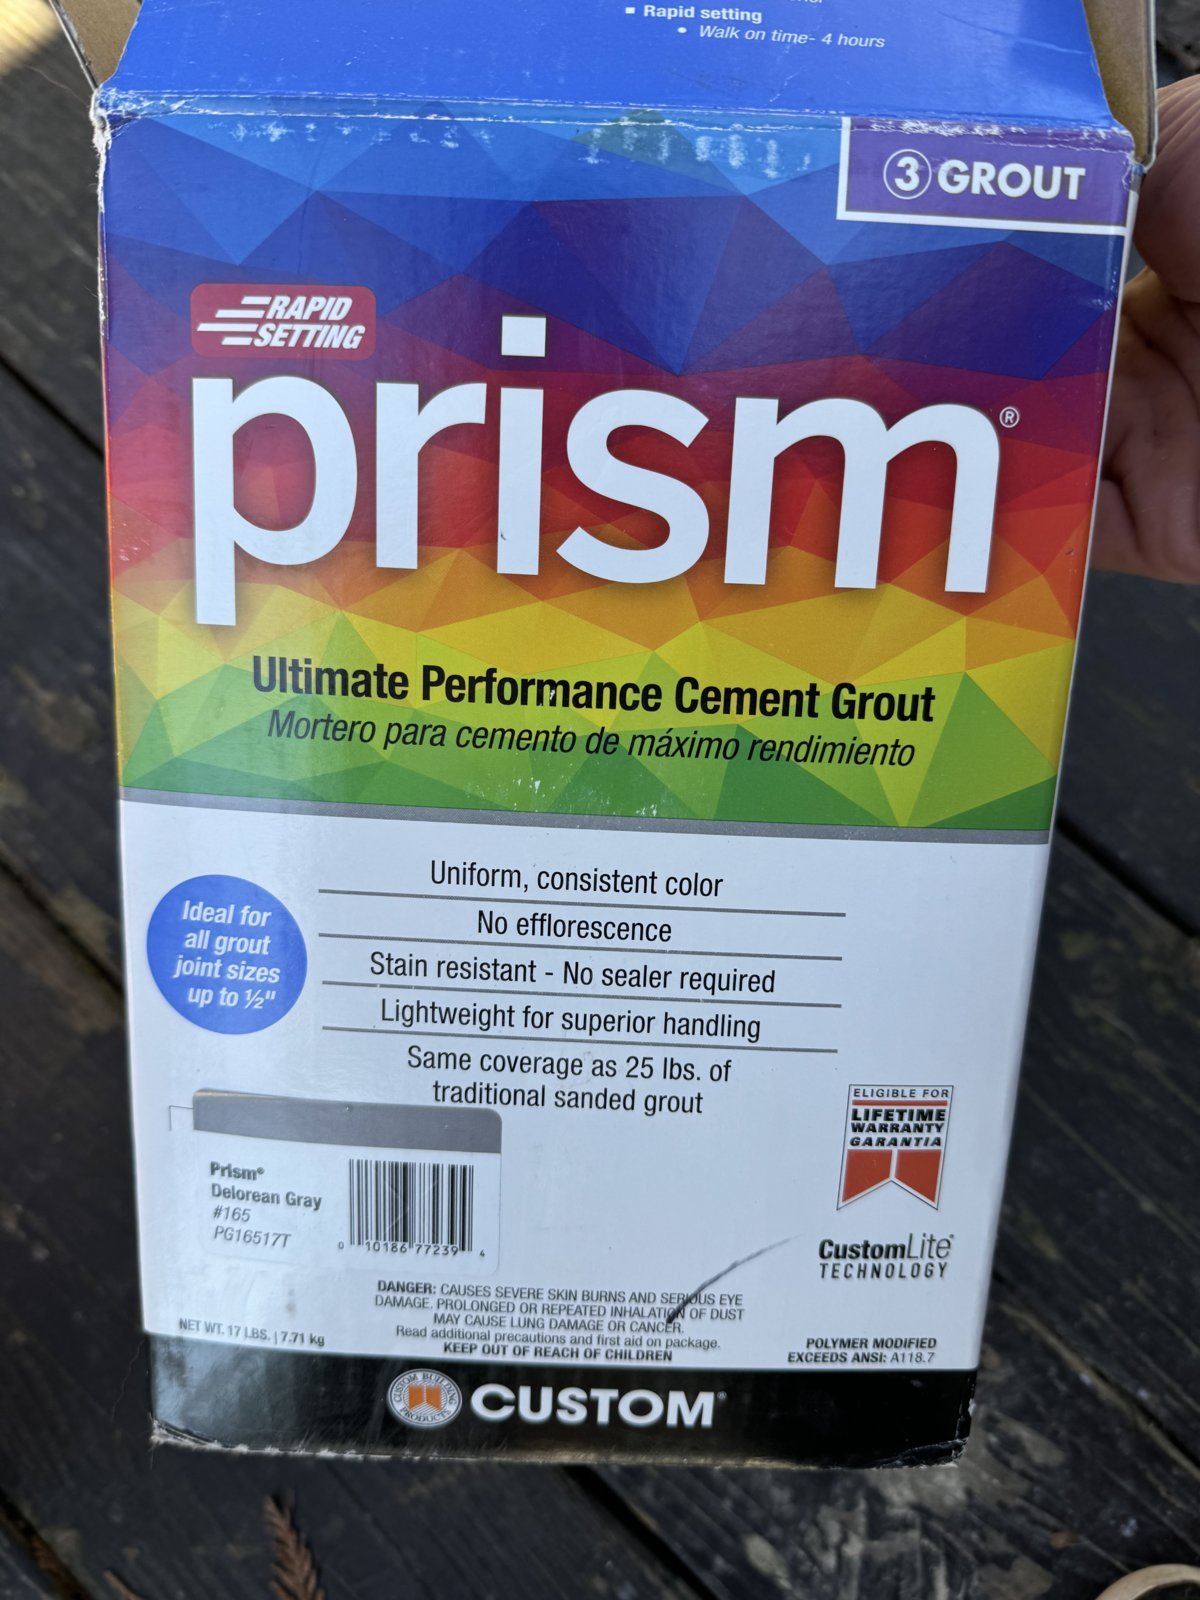 ▪ Rapid setting
• Walk on time- 4 hours
③ GROUT
RAPID
SETTING
prism®
Ultimate Performance Cement Grout
Mortero para cemento de máximo rendimiento
Uniform, consistent color
No efflorescence
Stain resistant - No sealer required
Lightweight for superior handling
Same coverage as 25 lbs. of
traditional sanded grout
Ideal for
all grout
joint sizes
up to ½"
ELIGIBLE FOR
LIFETIME
WARRANTY
GARANTIA
Prism®
Delorean Gray
#165
PG16517T
0 10186 77239 4
CustomLite®
TECHNOLOGY
DANGER: CAUSES SEVERE SKIN BURNS AND SERIOUS EYE
DAMAGE. PROLONGED OR REPEATED INHALATION OF DUST
MAY CAUSE LUNG DAMAGE OR CANCER.
Read additional precautions and first aid on package.
KEEP OUT OF REACH OF CHILDREN
NET WT. 17 LBS. | 7.71 kg
POLYMER MODIFIED
EXCEEDS ANSI: A118.7
CUSTOM BUILDING PRODUCTS
CUSTOM®